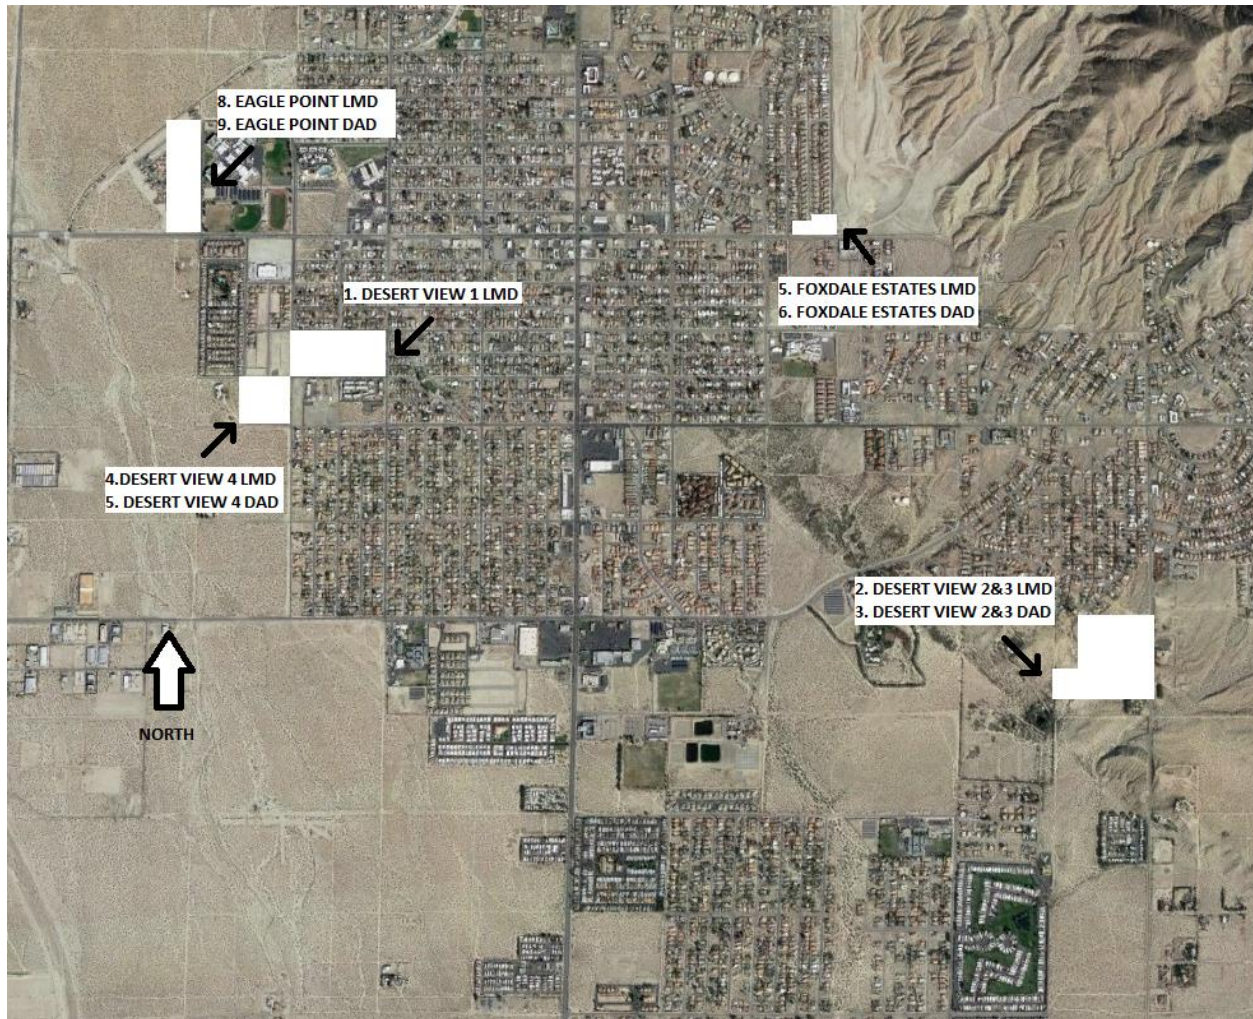 8. EAGLE POINT LMD
9. EAGLE POINT DAD
1. DESERT VIEW 1 LMD
5. FOXDALE ESTATES LMD
6. FOXDALE ESTATES DAD
4.DESERT VIEW 4 LMD
5. DESERT VIEW 4 DAD
2. DESERT VIEW 2&3 LMD
3. DESERT VIEW 2&3 DAD
NORTH